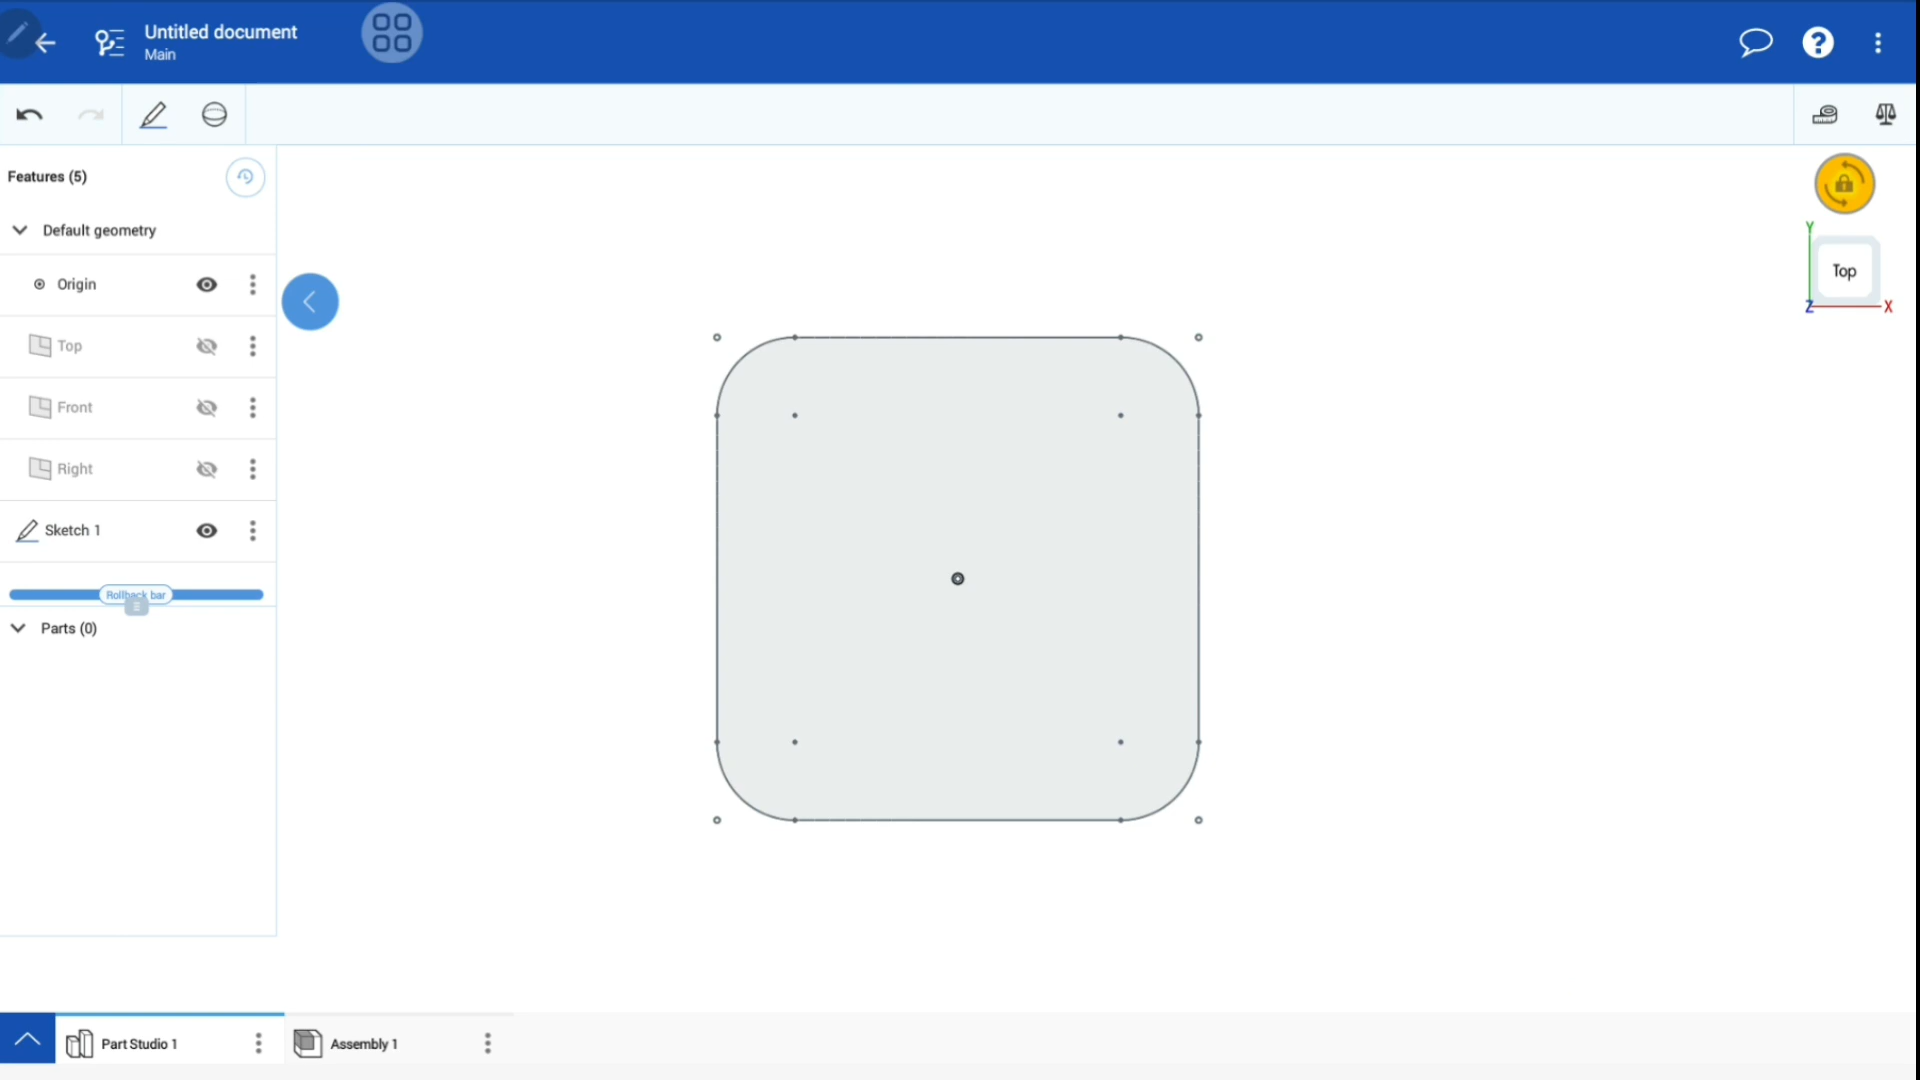 Untitled document
Main
Features (5)
Default geometry
Origin
Top
Front
Right
Sketch 1
Rollback bar
Parts (0)
Y
Top
Z
X
Part Studio 1
Assembly 1